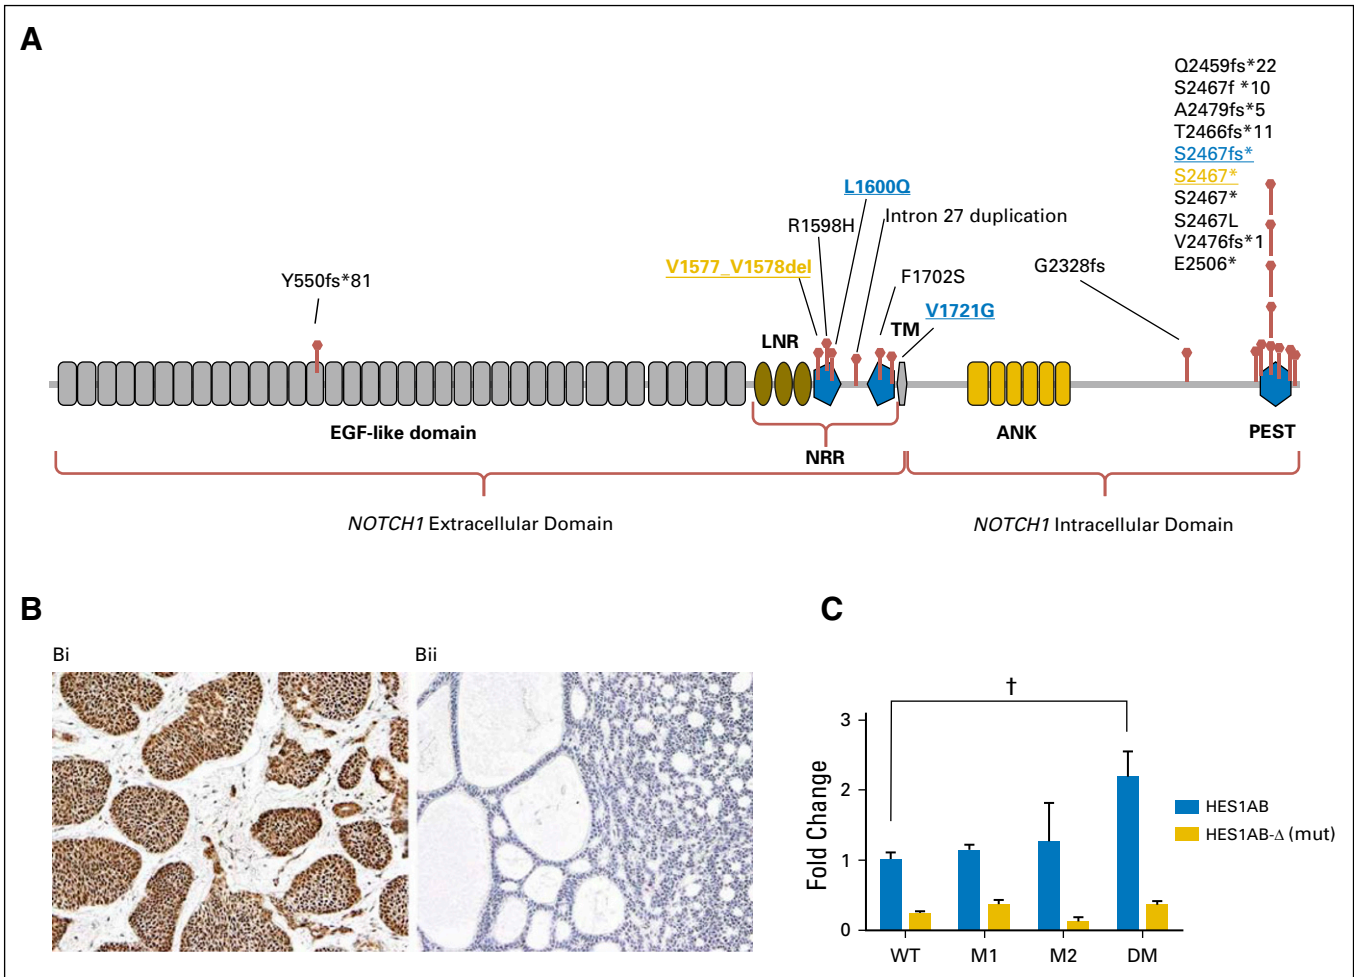 A
Q2459fs*22
S2467f *10
A2479fs*5
T2466fs*11
S2467fs*
S2467*
S2467*
S2467L
V2476fs*1
E2506*
L1600Q
R1598H
Intron 27 duplication
V1577_V1578del
F1702S
G2328fs
Y550fs*81
V1721G
LNR
TM
EGF-like domain
ANK
PEST
NRR
NOTCH1 Extracellular Domain
NOTCH1 Intracellular Domain
B
Bi
Bii
C
†
Fold Change
3
2
1
0
WT
M1
M2
DM
HES1AB
HES1AB-Δ (mut)